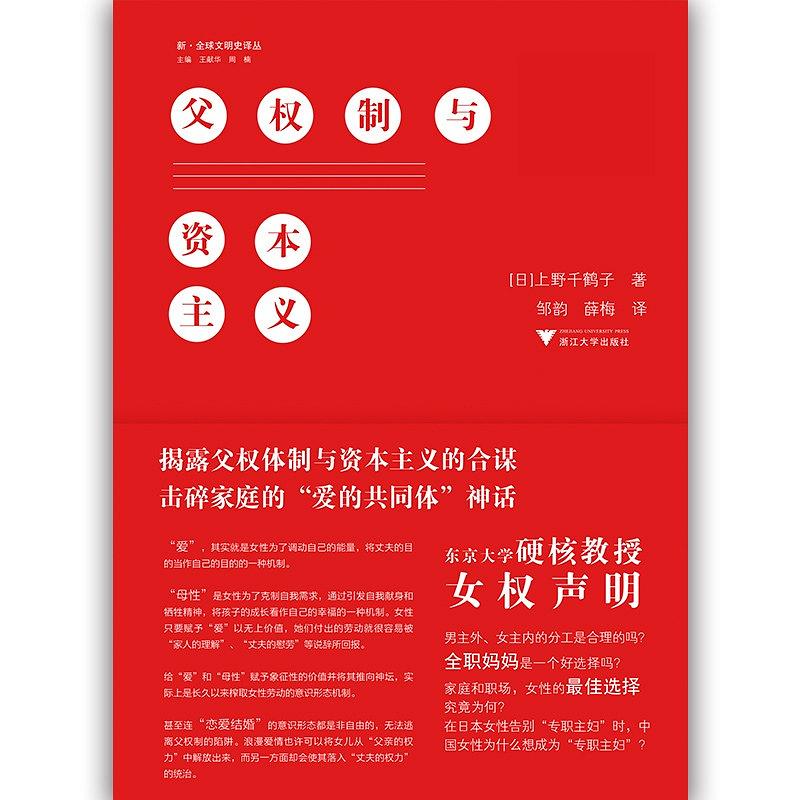 新·全球文明史译丛
主编 王献华 周楠
父权制与
资本
主义
[日]上野千鹤子 著
邹韵 薛梅 译
ZHEJIANG UNIVERSITY PRESS
浙江大学出版社
揭露父权体制与资本主义的合谋
击碎家庭的“爱的共同体”神话
“爱”，其实就是女性为了调动自己的能量，将丈夫的目
的当作自己的目的的一种机制。
“母性”是女性为了克制自我需求，通过引发自我献身和
牺牲精神，将孩子的成长看作自己的幸福的一种机制。女性
只要赋予“爱”以无上价值，她们付出的劳动就很容易被
“家人的理解”、“丈夫的慰劳”等说辞所回报。
给“爱”和“母性”赋予象征性的价值并将其推向神坛，实
际上是长久以来榨取女性劳动的意识形态机制。
甚至连“恋爱结婚”的意识形态都是非自由的，无法逃
离父权制的陷阱。浪漫爱情也许可以将女儿从“父亲的权
力”中解放出来，而另一方面却会使其落入“丈夫的权力”
的统治。
东京大学硬核教授
女权声明
男主外、女主内的分工是合理的吗?
全职妈妈是一个好选择吗?
家庭和职场，女性的最佳选择
究竟为何?
在日本女性告别“专职主妇”时，中
国女性为什么想成为“专职主妇”?